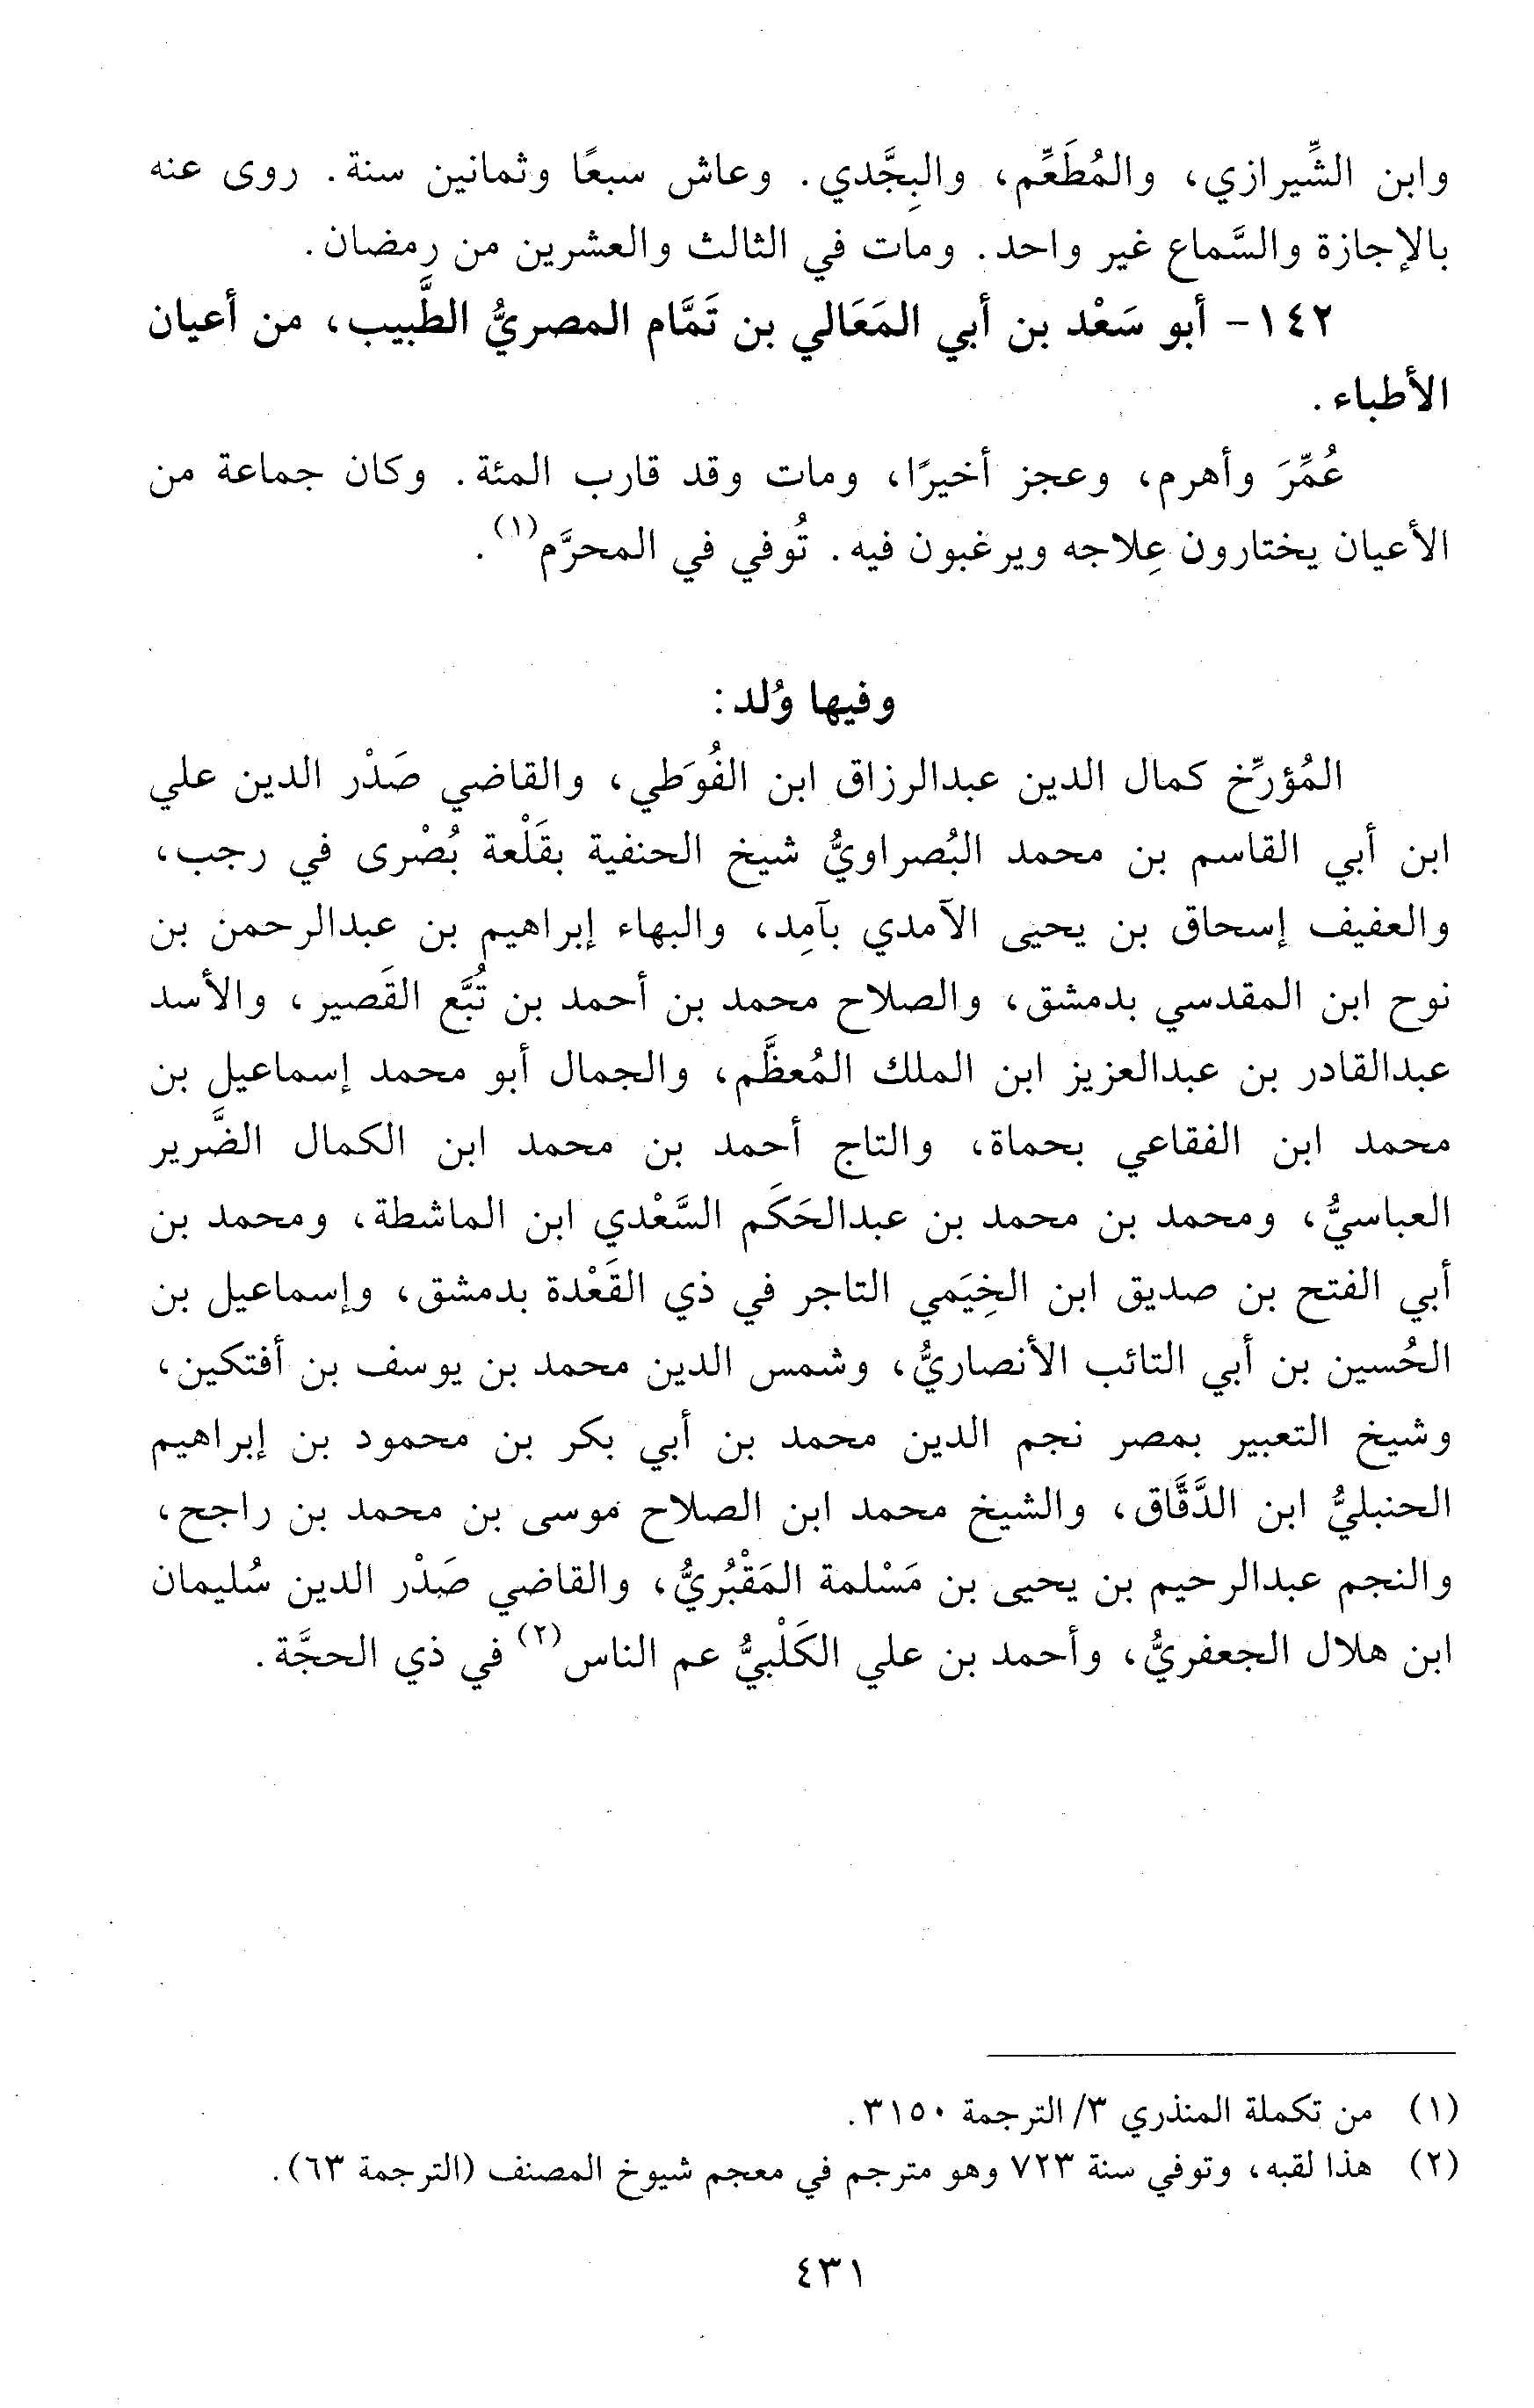 وابن الشِّيرازي، والمُطَعِّم، والبِجَّدي. وعاش سبعًا وثمانين سنة. روى عنه
بالإجازة والسَّماع غير واحد. ومات في الثالث والعشرين من رمضان.
١٤٢- أبو سَعْد بن أبي المَعَالي بن تَمَّام المصريُّ الطَّبيب، من أعيان
الأطباء.
عُمِّرَ وأهرم، وعجز أخيرًا، ومات وقد قارب المئة. وكان جماعة من
الأعيان يختارون عِلاجه ويرغبون فيه. تُوفي في المحرَّم(١).
وفيها وُلد:
المُؤرِّخ كمال الدين عبدالرزاق ابن الفُوَطي، والقاضي صَدْر الدين علي
ابن أبي القاسم بن محمد البُصراويُّ شيخ الحنفية بقَلْعة بُصْرى في رجب،
والعفيف إسحاق بن يحيى الآمدي بآمِد، والبهاء إبراهيم بن عبدالرحمن بن
نوح ابن المقدسي بدمشق، والصلاح محمد بن أحمد بن تُبَّع القَصير، والأسد
عبدالقادر بن عبدالعزيز ابن الملك المُعظَّم، والجمال أبو محمد إسماعيل بن
محمد ابن الفقاعي بحماة، والتاج أحمد بن محمد ابن الكمال الضَّرير
العباسيُّ، ومحمد بن محمد بن عبدالحَكَم السَّعْدي ابن الماشطة، ومحمد بن
أبي الفتح بن صديق ابن الخِيَمي التاجر في ذي القَعْدة بدمشق، وإسماعيل بن
الحُسين بن أبي التائب الأنصاريُّ، وشمس الدين محمد بن يوسف بن أفتكين،
وشيخ التعبير بمصر نجم الدين محمد بن أبي بكر بن محمود بن إبراهيم
الحنبليُّ ابن الدَّقَّاق، والشيخ محمد ابن الصلاح موسى بن محمد بن راجح،
والنجم عبدالرحيم بن يحيى بن مَسْلمة المَقْبُريُّ، والقاضي صَدْر الدين سُليمان
ابن هلال الجعفريُّ، وأحمد بن علي الكَلْبيُّ عم الناس(٢) في ذي الحجَّة.
(١) من تكملة المنذري ٣/ الترجمة ٣١٥٠.
(٢) هذا لقبه، وتوفي سنة ٧٢٣ وهو مترجم في معجم شيوخ المصنف (الترجمة ٦٣).
٤٣١